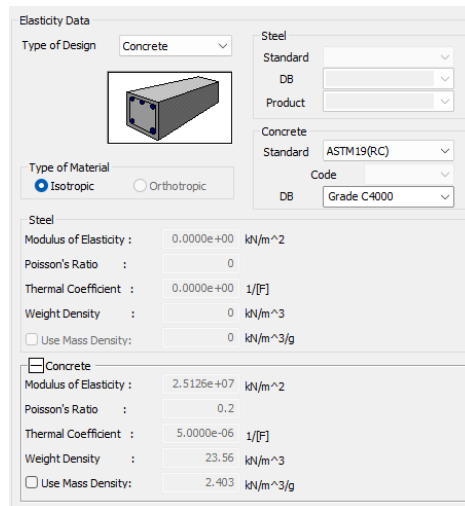 Elasticity Data
Type of Design Concrete
Steel
Standard
DB
Product
Concrete
Standard ASTM19(RC)
Code
DB Grade C4000
Type of Material
Isotropic Orthotropic
Steel
Modulus of Elasticity : 0.0000e+00 kN/m^2
Poisson's Ratio : 0
Thermal Coefficient : 0.0000e+00 1/[F]
Weight Density : 0 kN/m^3
Use Mass Density: 0 kN/m^3/g
Concrete
Modulus of Elasticity : 2.5126e+07 kN/m^2
Poisson's Ratio : 0.2
Thermal Coefficient : 5.0000e-06 1/[F]
Weight Density : 23.56 kN/m^3
Use Mass Density: 2.403 kN/m^3/g